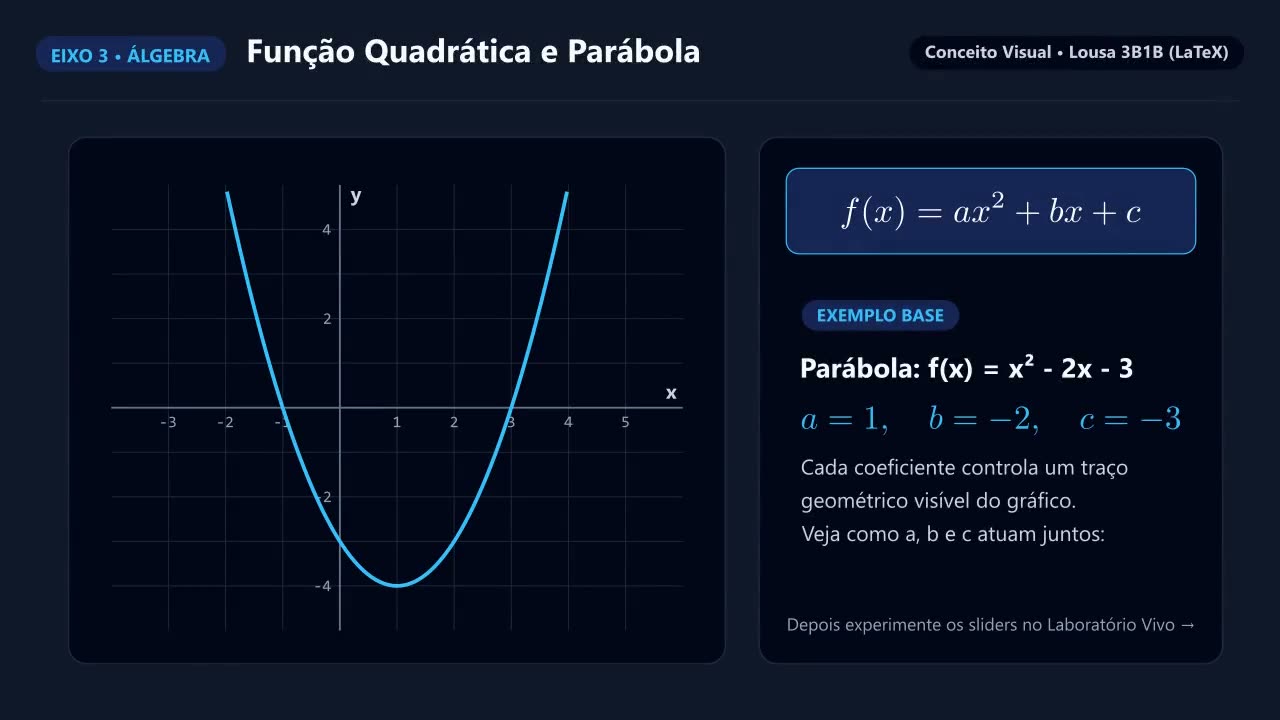 EIXO 3 • ÁLGEBRA
Função Quadrática e Parábola
Conceito Visual • Lousa 3B1B (LaTeX)
y
4
2
x
-3 -2 -1 1 2 3 4 5
-2
-4
f(x) = ax² + bx + c
EXEMPLO BASE
Parábola: f(x) = x² - 2x - 3
a = 1, b = −2, c = −3
Cada coeficiente controla um traço
geométrico visível do gráfico.
Veja como a, b e c atuam juntos:
Depois experimente os sliders no Laboratório Vivo →